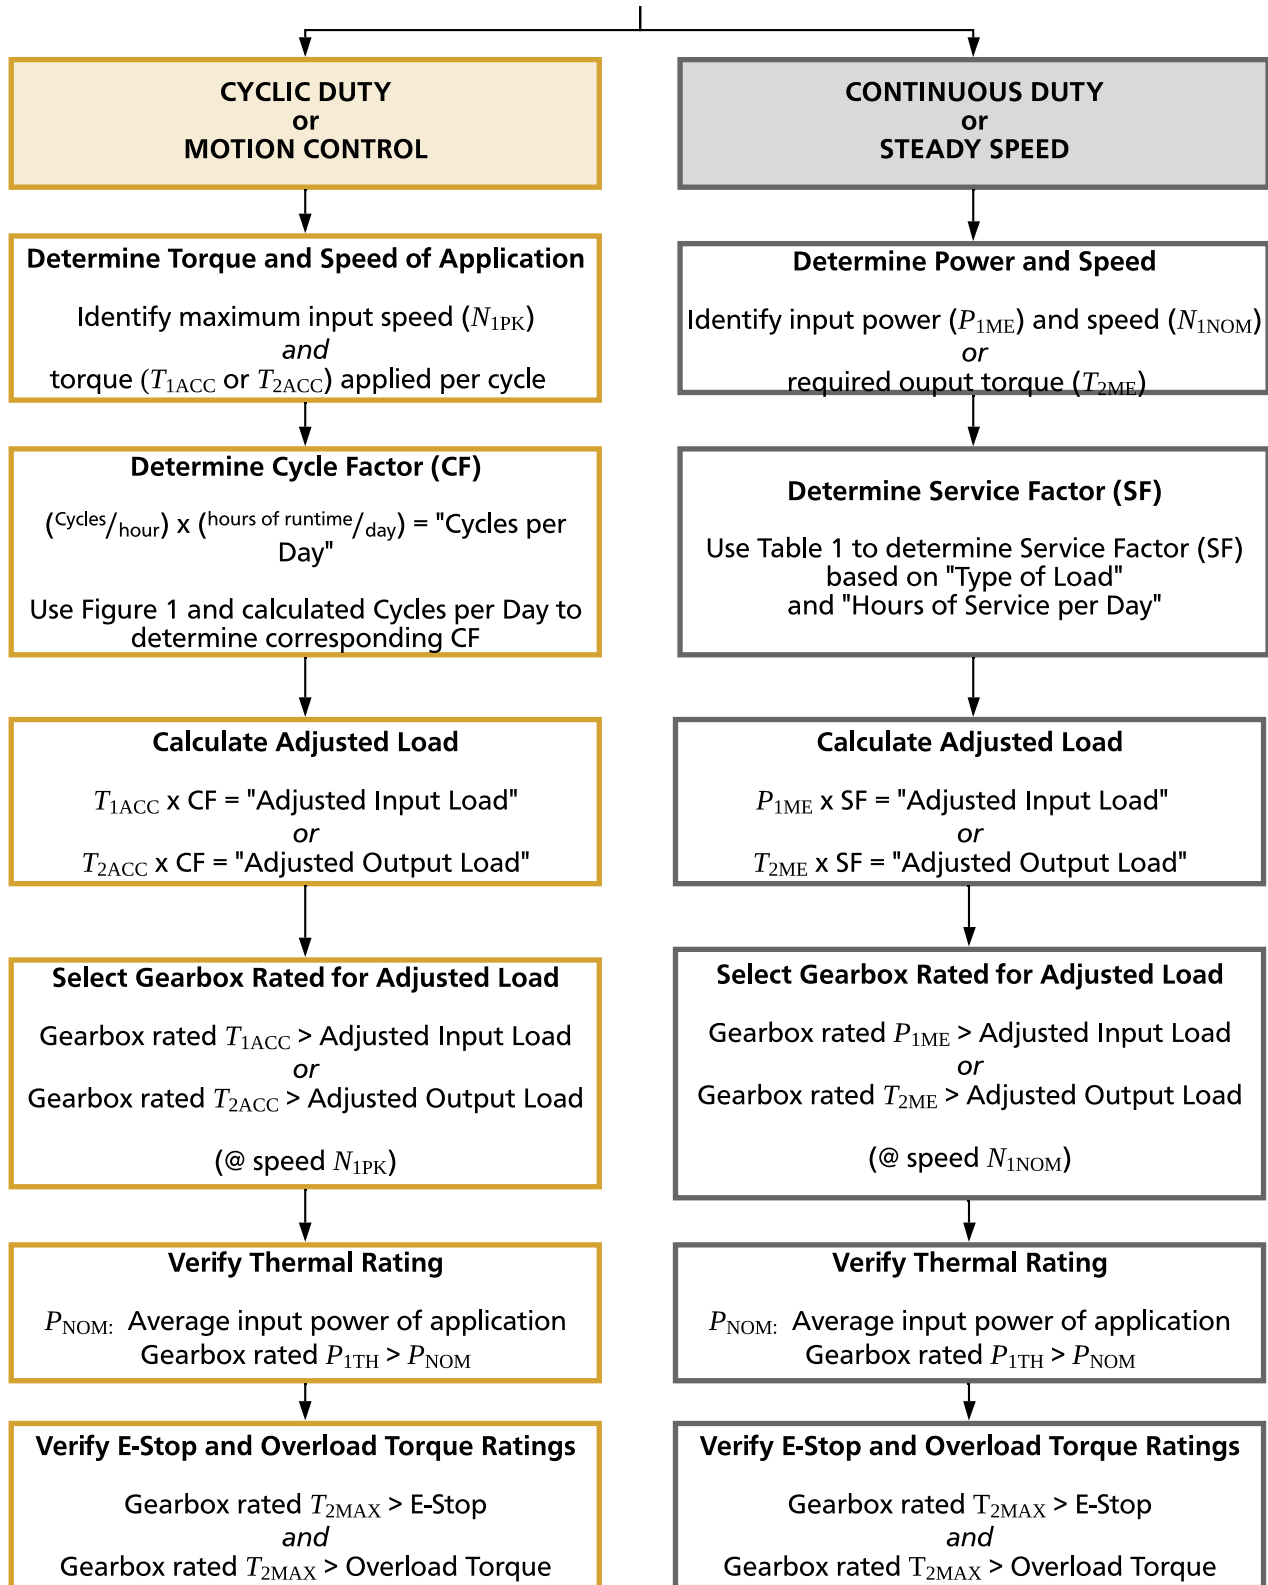 CYCLIC DUTY
or
MOTION CONTROL
Determine Torque and Speed of Application
Identify maximum input speed (N1PK)
and
torque (T1ACC or T2ACC) applied per cycle
Determine Cycle Factor (CF)
(Cycles/hour) x (hours of runtime/day) = "Cycles per
Day"
Use Figure 1 and calculated Cycles per Day to
determine corresponding CF
Calculate Adjusted Load
T1ACC x CF = "Adjusted Input Load"
or
T2ACC x CF = "Adjusted Output Load"
Select Gearbox Rated for Adjusted Load
Gearbox rated T1ACC > Adjusted Input Load
or
Gearbox rated T2ACC > Adjusted Output Load
(@ speed N1PK)
Verify Thermal Rating
PNOM: Average input power of application
Gearbox rated P1TH > PNOM
Verify E-Stop and Overload Torque Ratings
Gearbox rated T2MAX > E-Stop
and
Gearbox rated T2MAX > Overload Torque
CONTINUOUS DUTY
or
STEADY SPEED
Determine Power and Speed
Identify input power (P1ME) and speed (N1NOM)
or
required ouput torque (T2ME)
Determine Service Factor (SF)
Use Table 1 to determine Service Factor (SF)
based on "Type of Load"
and "Hours of Service per Day"
Calculate Adjusted Load
P1ME x SF = "Adjusted Input Load"
or
T2ME x SF = "Adjusted Output Load"
Select Gearbox Rated for Adjusted Load
Gearbox rated P1ME > Adjusted Input Load
or
Gearbox rated T2ME > Adjusted Output Load
(@ speed N1NOM)
Verify Thermal Rating
PNOM: Average input power of application
Gearbox rated P1TH > PNOM
Verify E-Stop and Overload Torque Ratings
Gearbox rated T2MAX > E-Stop
and
Gearbox rated T2MAX > Overload Torque